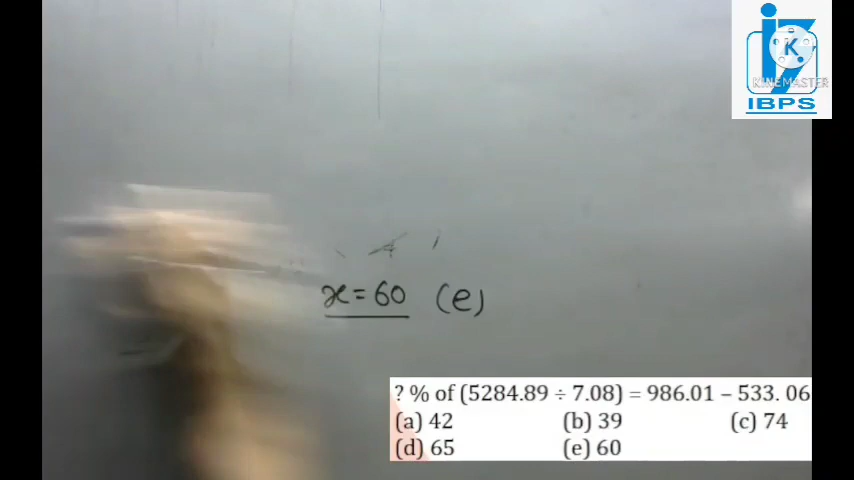 K
KINEMASTER
IBPS
x = 60 (e)
? % of (5284.89 ÷ 7.08) = 986.01 – 533. 06
(a) 42 (b) 39 (c) 74
(d) 65 (e) 60